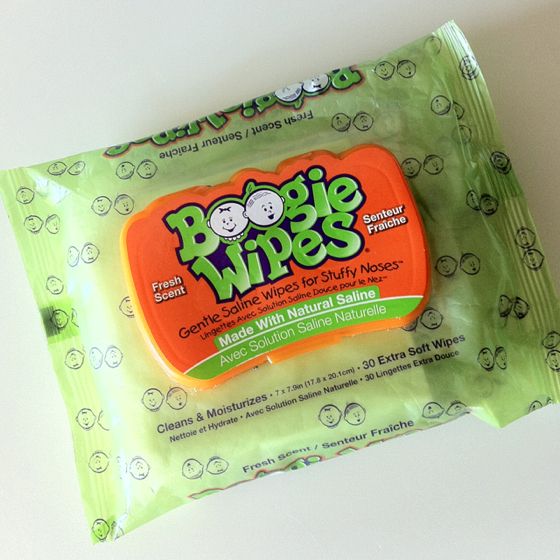 Boogie Wipes
Fresh Scent / Senteur Fraîche
Boogie
Wipes®
Fresh
Scent
Senteur
Fraîche
Gentle Saline Wipes for Stuffy Noses™
Lingettes Avec Solution Saline Douce pour le Nez™
Made With Natural Saline
Avec Solution Saline Naturelle
Cleans & Moisturizes • 7 x 7.9in (17.8 x 20.1cm) • 30 Extra Soft Wipes
Nettoie et Hydrate • Avec Solution Saline Naturelle • 30 Lingettes Extra Douce
Fresh Scent / Senteur Fraîche